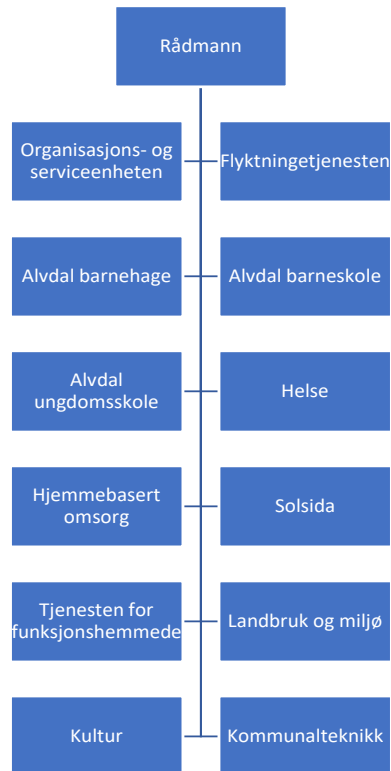 Rådmann
Organisasjons- og
serviceenheten
Flyktningetjenesten
Alvdal barnehage
Alvdal barneskole
Alvdal
ungdomsskole
Helse
Hjemmebasert
omsorg
Solsida
Tjenesten for
funksjonshemmede
Landbruk og miljø
Kultur
Kommunalteknikk